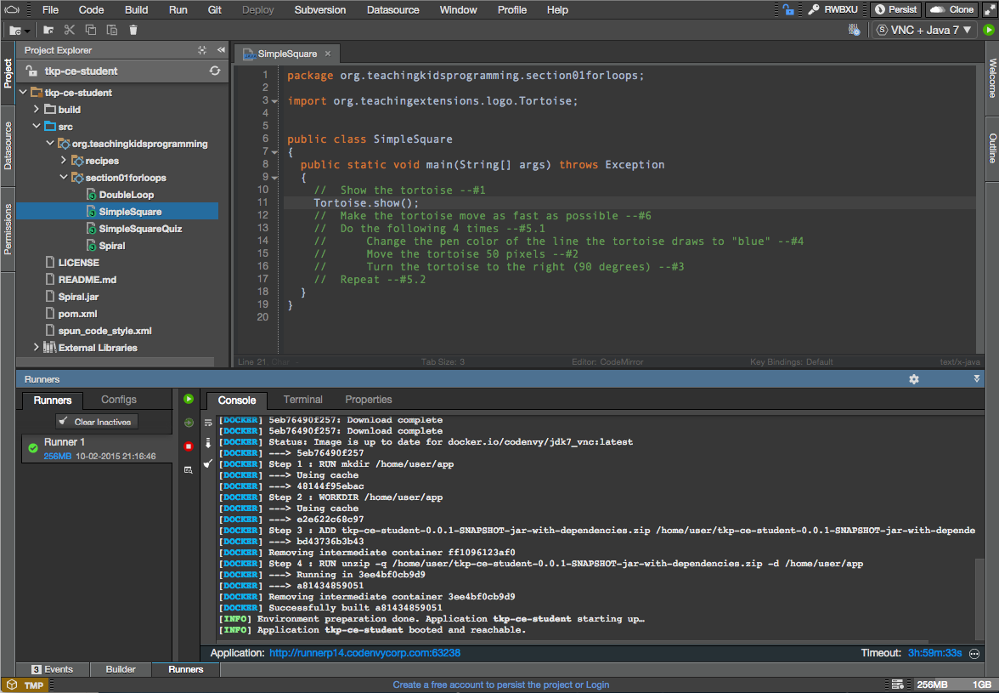 File Code Build Run Git Deploy Subversion Datasource Window Profile Help RWBXU Persist Clone
VNC + Java 7
Project Explorer
tkp-ce-student
tkp-ce-student
build
src
org.teachingkidsprogramming
recipes
section01forloops
DoubleLoop
SimpleSquare
SimpleSquareQuiz
Spiral
LICENSE
README.md
Spiral.jar
pom.xml
spun_code_style.xml
External Libraries
Project
Datasource
Permissions
SimpleSquare
1 package org.teachingkidsprogramming.section01forloops;
2
3 import org.teachingextensions.logo.Tortoise;
4
5
6 public class SimpleSquare
7 {
8 public static void main(String[] args) throws Exception
9 {
10 // Show the tortoise --#1
11 Tortoise.show();
12 // Make the tortoise move as fast as possible --#6
13 // Do the following 4 times --#5.1
14 // Change the pen color of the line the tortoise draws to "blue" --#4
15 // Move the tortoise 50 pixels --#2
16 // Turn the tortoise to the right (90 degrees) --#3
17 // Repeat --#5.2
18 }
19 }
20
Line 21, Char Tab Size: 3 Editor: CodeMirror Key Bindings: Default text/x-java
Welcome
Outline
Runners
Runners Configs
Clear Inactives
Runner 1
256MB 10-02-2015 21:16:46
Console Terminal Properties
[DOCKER] 5eb76490f257: Download complete
[DOCKER] 5eb76490f257: Download complete
[DOCKER] Status: Image is up to date for docker.io/codenvy/jdk7_vnc:latest
[DOCKER] ---> 5eb76490f257
[DOCKER] Step 1 : RUN mkdir /home/user/app
[DOCKER] ---> Using cache
[DOCKER] ---> 48144f95ebac
[DOCKER] Step 2 : WORKDIR /home/user/app
[DOCKER] ---> Using cache
[DOCKER] ---> e2e622c68c97
[DOCKER] Step 3 : ADD tkp-ce-student-0.0.1-SNAPSHOT-jar-with-dependencies.zip /home/user/tkp-ce-student-0.0.1-SNAPSHOT-jar-with-depende
[DOCKER] ---> bd43736b3b43
[DOCKER] Removing intermediate container ff1096123af0
[DOCKER] Step 4 : RUN unzip -q /home/user/tkp-ce-student-0.0.1-SNAPSHOT-jar-with-dependencies.zip -d /home/user/app
[DOCKER] ---> Running in 3ee4bf0cb9d9
[DOCKER] ---> a81434859051
[DOCKER] Removing intermediate container 3ee4bf0cb9d9
[DOCKER] Successfully built a81434859051
[INFO] Environment preparation done. Application tkp-ce-student starting up…
[INFO] Application tkp-ce-student booted and reachable.
Application: http://runnerp14.codenvycorp.com:63238 Timeout: 3h:59m:33s
3 Events Builder Runners
TMP Create a free account to persist the project or Login 256MB 1GB